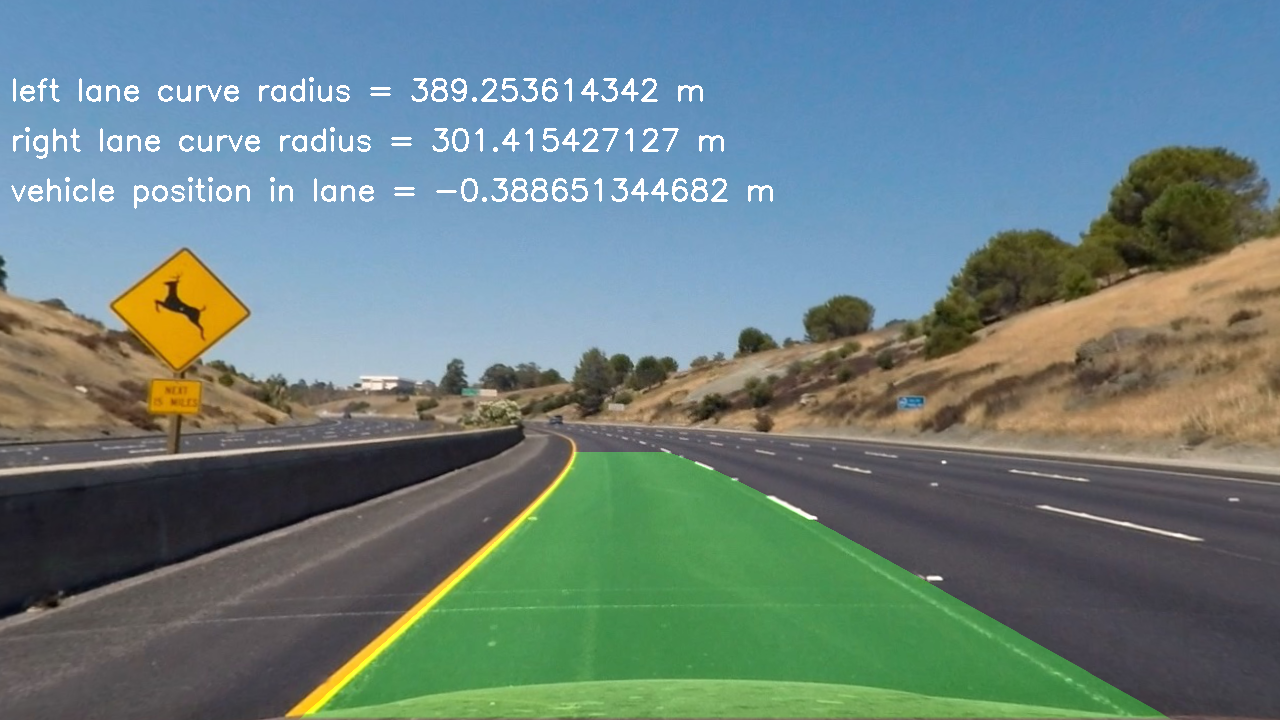 left lane curve radius = 389.253614342 m
right lane curve radius = 301.415427127 m
vehicle position in lane = −0.388651344682 m
NEXT
15 MILES